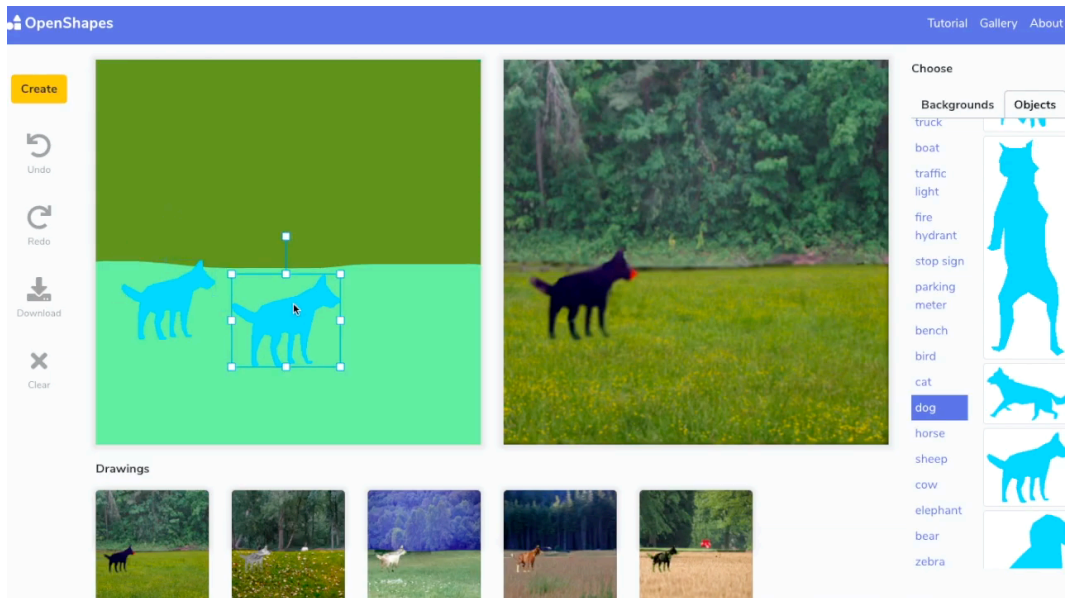 OpenShapes
Tutorial Gallery About
Create
Undo
Redo
Download
Clear
Drawings
Choose
Backgrounds Objects
truck
boat
traffic
light
fire
hydrant
stop sign
parking
meter
bench
bird
cat
dog
horse
sheep
cow
elephant
bear
zebra